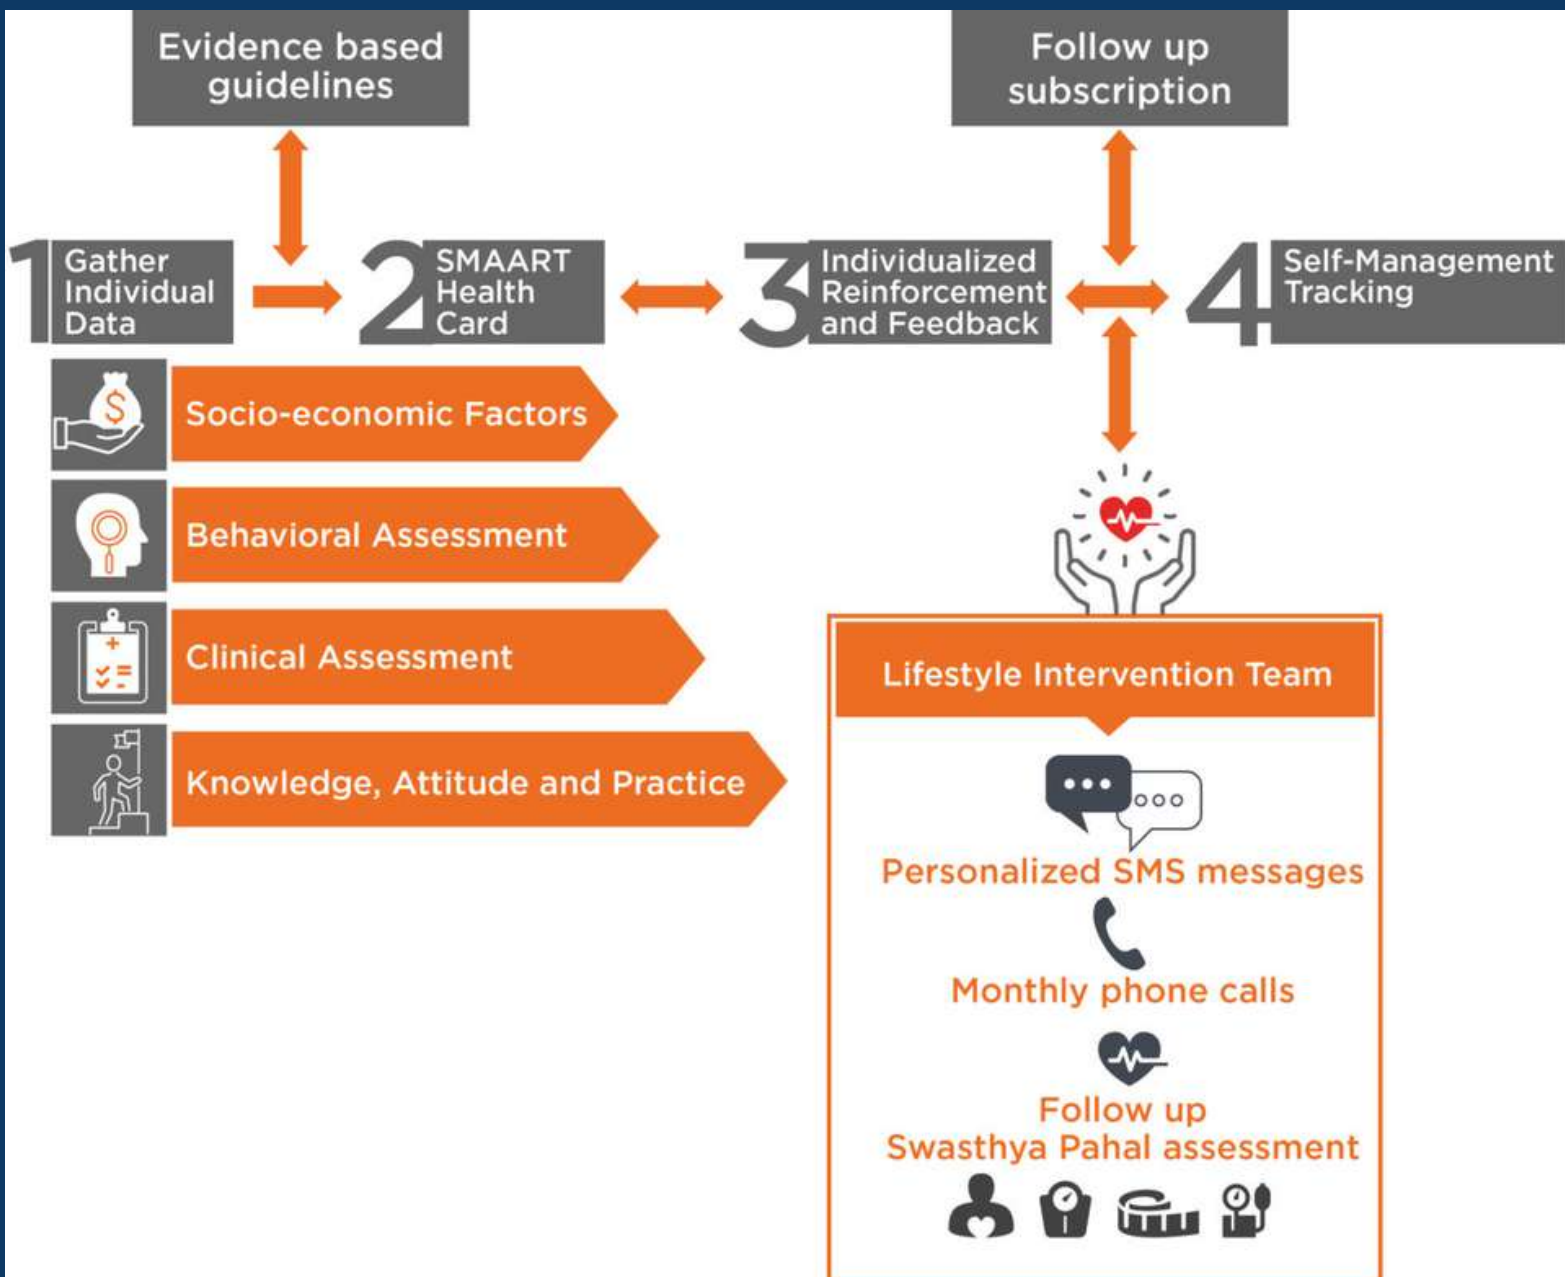 Evidence based
guidelines
Follow up
subscription
1
Gather
Individual
Data
2
SMAART
Health
Card
3
Individualized
Reinforcement
and Feedback
4
Self-Management
Tracking
$
Socio-economic Factors
Behavioral Assessment
Clinical Assessment
Knowledge, Attitude and Practice
Lifestyle Intervention Team
Personalized SMS messages
Monthly phone calls
Follow up
Swasthya Pahal assessment